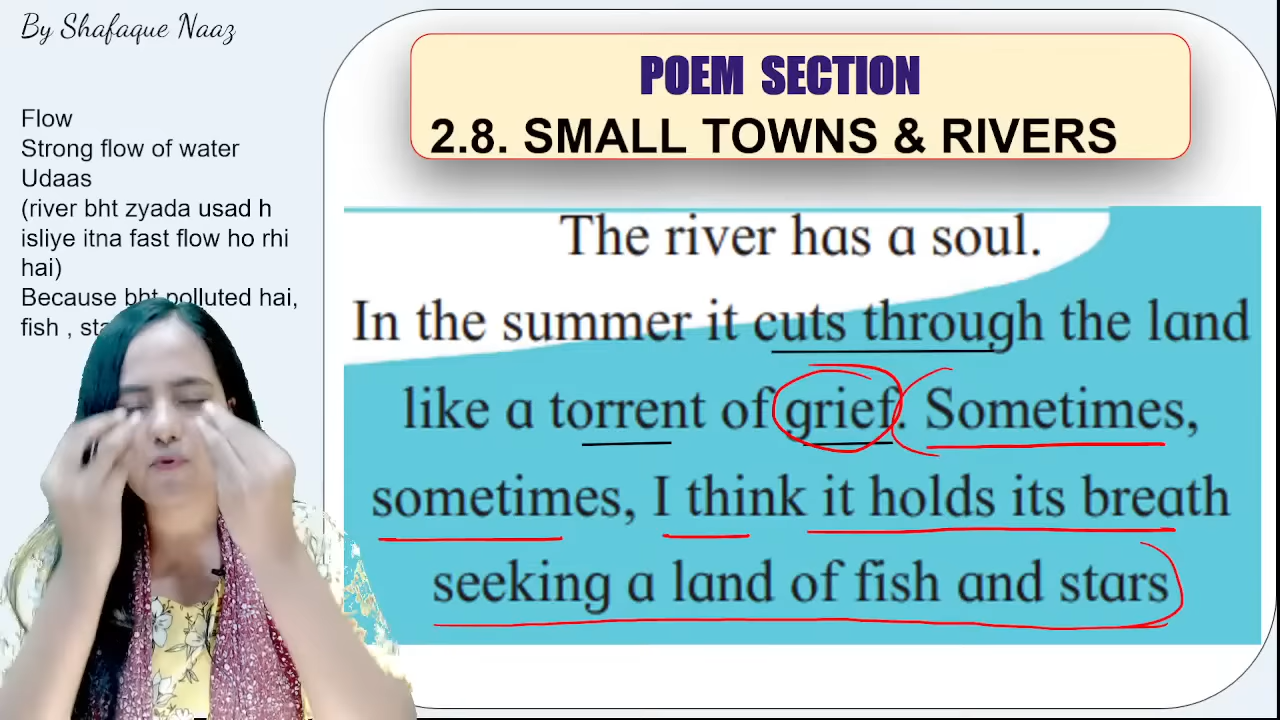 By Shafaque Naaz
Flow
Strong flow of water
Udaas
(river bht zyada usad h
isliye itna fast flow ho rhi
hai)
Because bht polluted hai,
fish ,
POEM SECTION
2.8. SMALL TOWNS & RIVERS
The river has a soul.
In the summer it cuts through the land
like a torrent of grief. Sometimes,
sometimes, I think it holds its breath
seeking a land of fish and stars